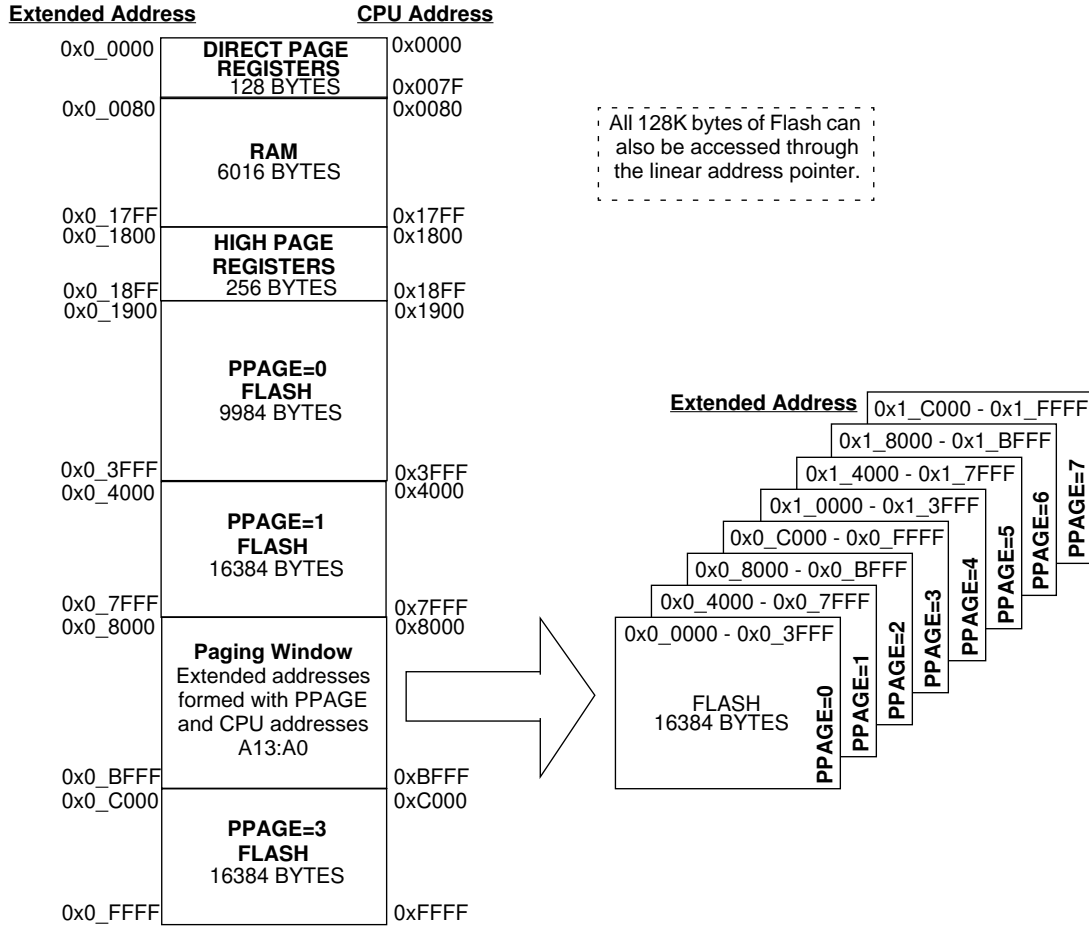 Extended Address
CPU Address
0x0_0000
DIRECT PAGE
REGISTERS
128 BYTES
0x0000
0x007F
0x0_0080
0x0080
RAM
6016 BYTES
0x0_17FF
0x17FF
0x0_1800
0x1800
HIGH PAGE
REGISTERS
256 BYTES
0x0_18FF
0x18FF
0x0_1900
0x1900
PPAGE=0
FLASH
9984 BYTES
0x0_3FFF
0x3FFF
0x0_4000
0x4000
PPAGE=1
FLASH
16384 BYTES
0x0_7FFF
0x7FFF
0x0_8000
0x8000
Paging Window
Extended addresses
formed with PPAGE
and CPU addresses
A13:A0
0x0_BFFF
0xBFFF
0x0_C000
0xC000
PPAGE=3
FLASH
16384 BYTES
0x0_FFFF
0xFFFF
All 128K bytes of Flash can
also be accessed through
the linear address pointer.
Extended Address
0x1_C000 - 0x1_FFFF
PPAGE=7
0x1_8000 - 0x1_BFFF
PPAGE=6
0x1_4000 - 0x1_7FFF
PPAGE=5
0x1_0000 - 0x1_3FFF
PPAGE=4
0x0_C000 - 0x0_FFFF
PPAGE=3
0x0_8000 - 0x0_BFFF
PPAGE=2
0x0_4000 - 0x0_7FFF
PPAGE=1
0x0_0000 - 0x0_3FFF
FLASH
16384 BYTES
PPAGE=0